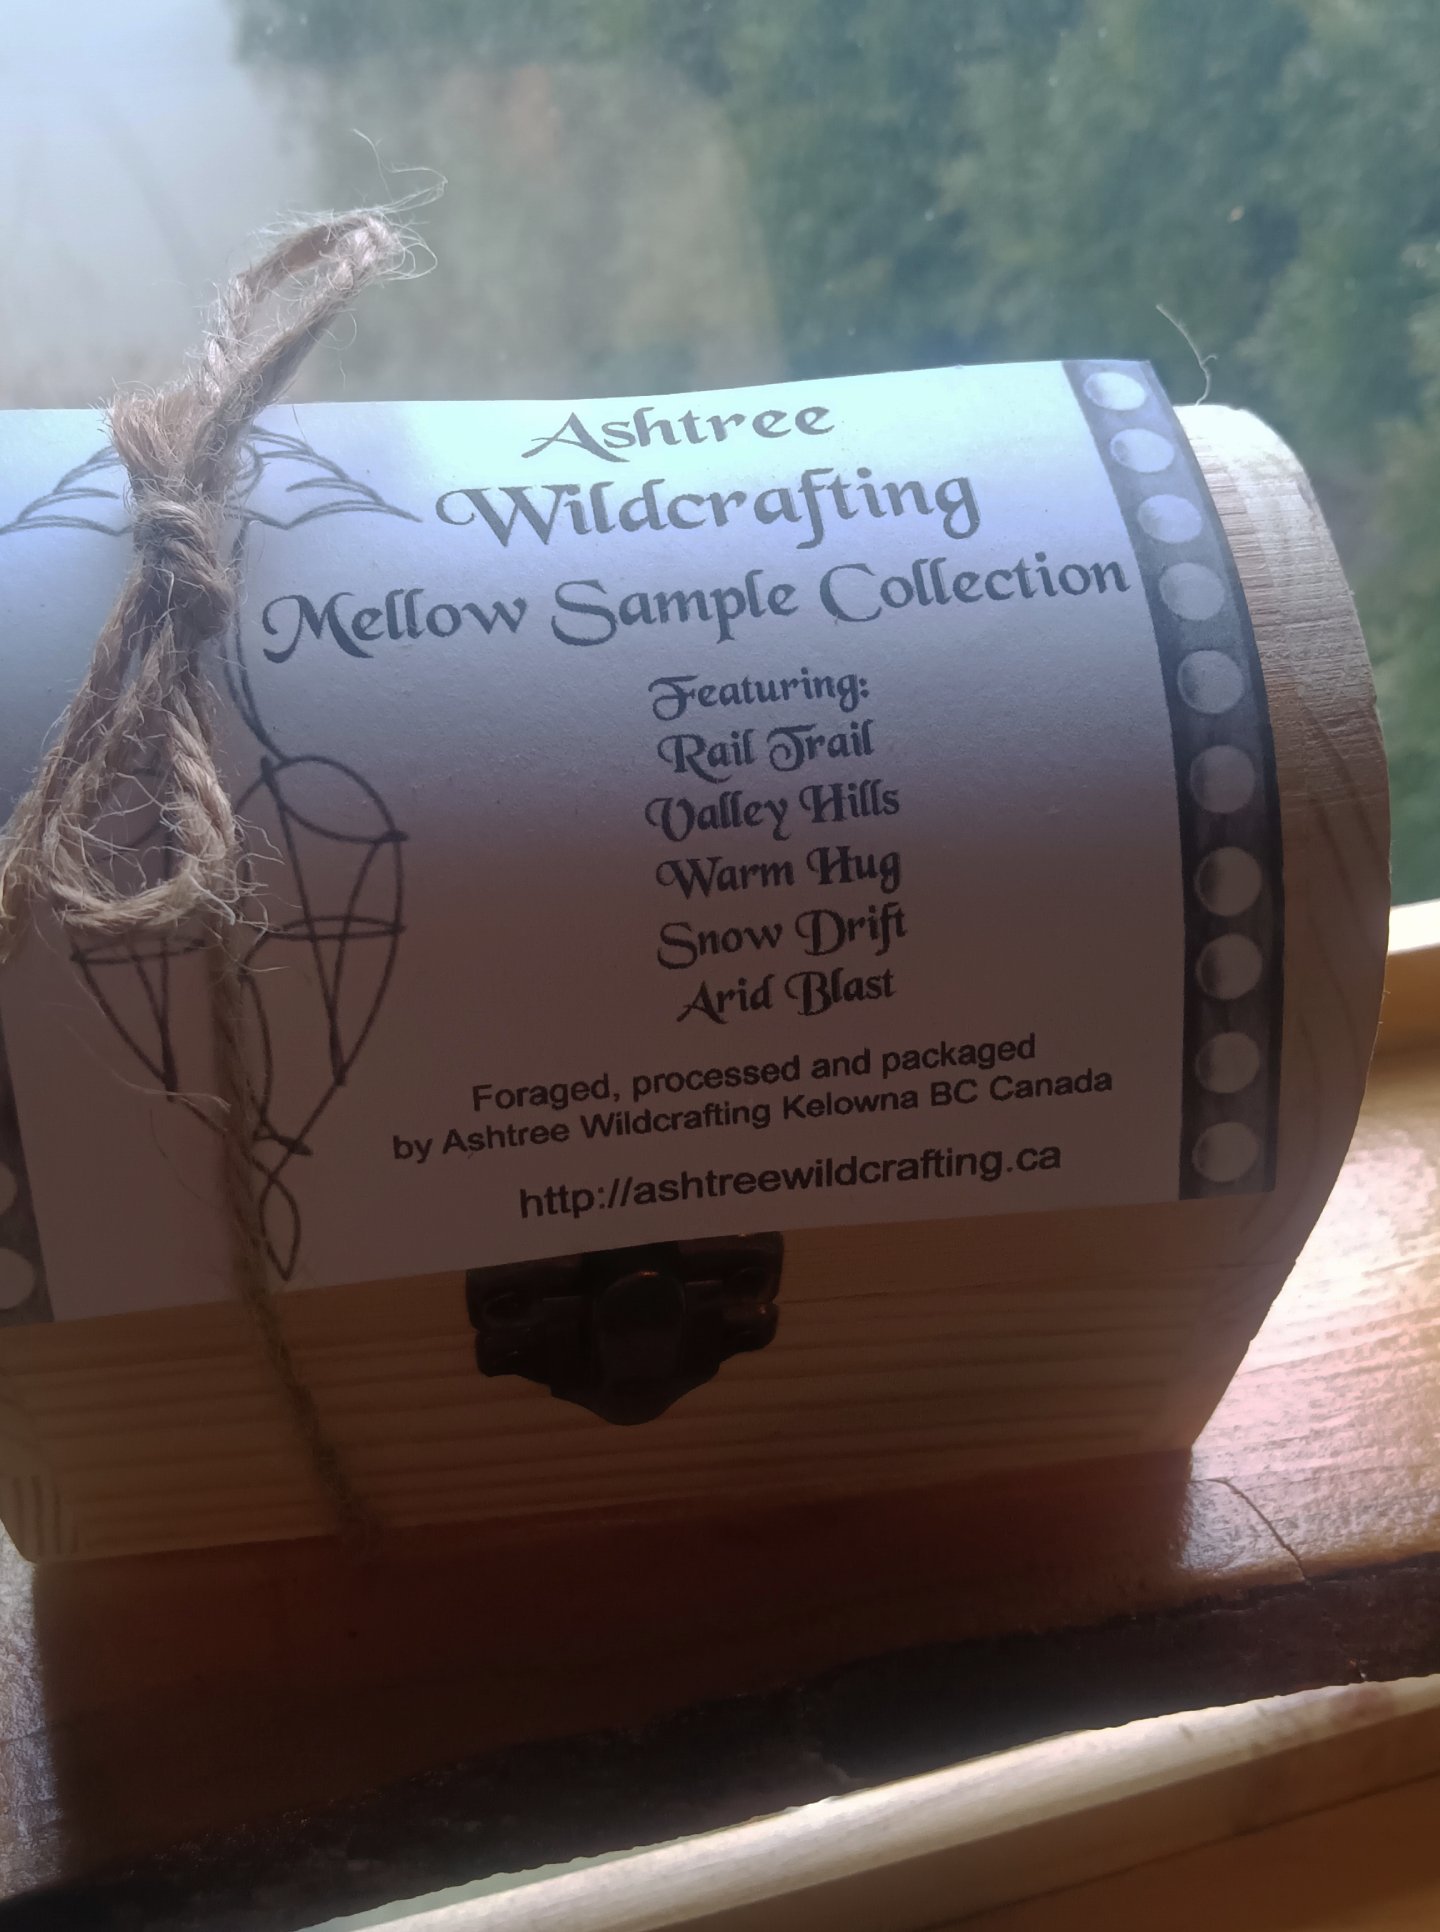 Ashtree
Wildcrafting
Mellow Sample Collection
Featuring:
Rail Trail
Valley Hills
Warm Hug
Snow Drift
Arid Blast
Foraged, processed and packaged
by Ashtree Wildcrafting Kelowna BC Canada
http://ashtreewildcrafting.ca